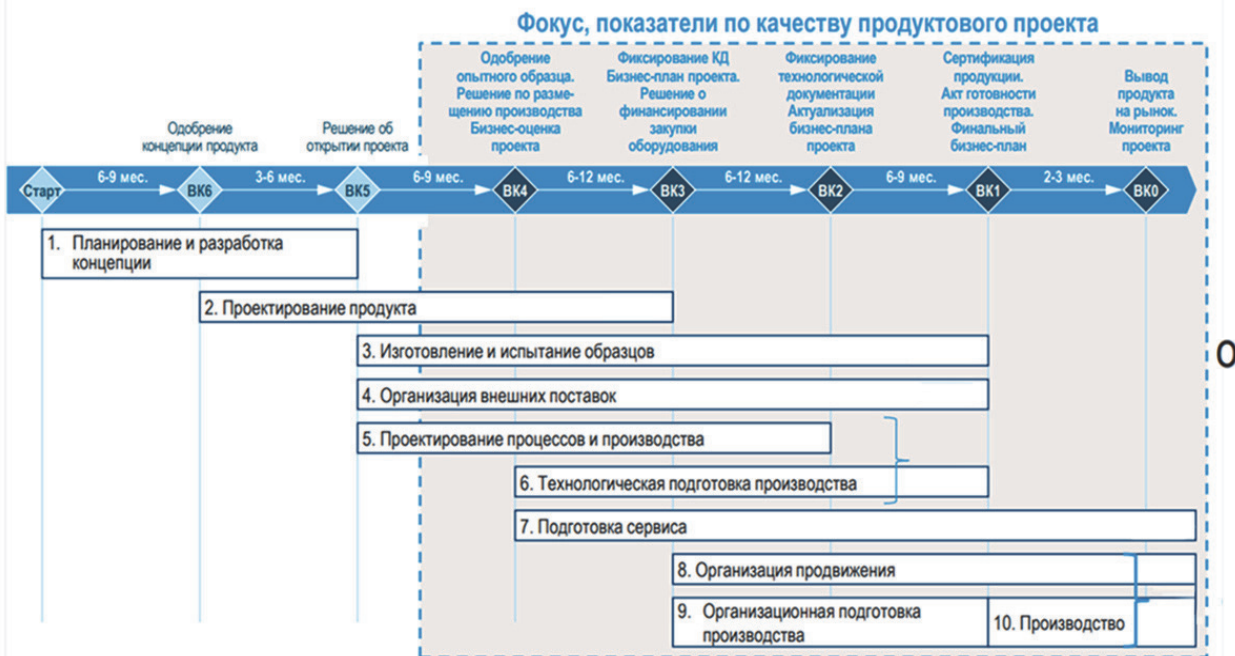 Фокус, показатели по качеству продуктового проекта
Одобрение
концепции продукта
Решение об
открытии проекта
Одобрение
опытного образца.
Решение по разме-
щению производства
Бизнес-оценка
проекта
Фиксирование КД
Бизнес-план проекта.
Решение о
финансировании
закупки
оборудования
Фиксирование
технологической
документации
Актуализация
бизнес-плана
проекта
Сертификация
продукции.
Акт готовности
производства.
Финальный
бизнес-план
Вывод
продукта
на рынок.
Мониторинг
проекта
Старт 6-9 мес. ВК6 3-6 мес. ВК5 6-9 мес. ВК4 6-12 мес. ВК3 6-12 мес. ВК2 6-9 мес. ВК1 2-3 мес. ВК0
1. Планирование и разработка
концепции
2. Проектирование продукта
3. Изготовление и испытание образцов
О
4. Организация внешних поставок
5. Проектирование процессов и производства
6. Технологическая подготовка производства
7. Подготовка сервиса
8. Организация продвижения
9. Организационная подготовка
производства
10. Производство